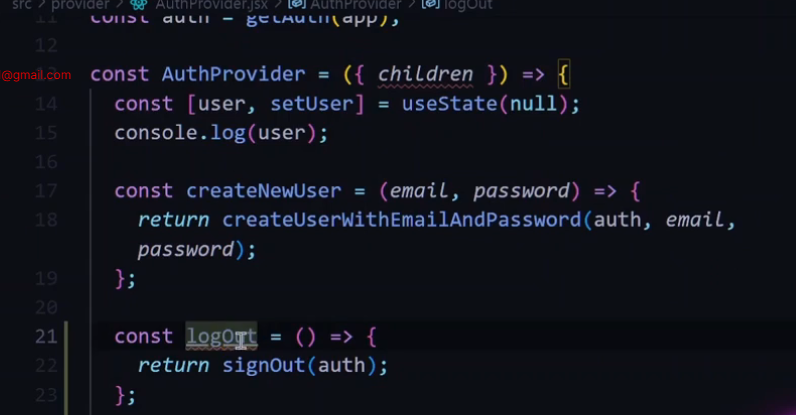 src > provider > AuthProvider.jsx > AuthProvider > logOut
11 const auth = getAuth(app);
12
13 const AuthProvider = ({ children }) => {
@gmail.com
14 const [user, setUser] = useState(null);
15 console.log(user);
16
17 const createNewUser = (email, password) => {
18 return createUserWithEmailAndPassword(auth, email,
password);
19 };
20
21 const logOut = () => {
22 return signOut(auth);
23 };